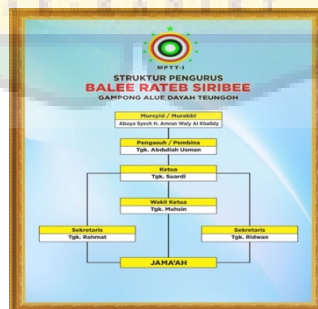 MPTT-I
STRUKTUR PENGURUS
BALEE RATEB SIRIBEE
GAMPONG ALUE DAYAH TEUNGOH
Mursyid / Murabbi
Abuya Syech H. Amran Waly Al Khalidy
Pengasuh / Pembina
Tgk. Abdullah Usman
Ketua
Tgk. Suardi
Wakil Ketua
Tgk. Muhsin
Sekretaris
Tgk. Rahmat
Sekretaris
Tgk. Ridwan
JAMA'AH